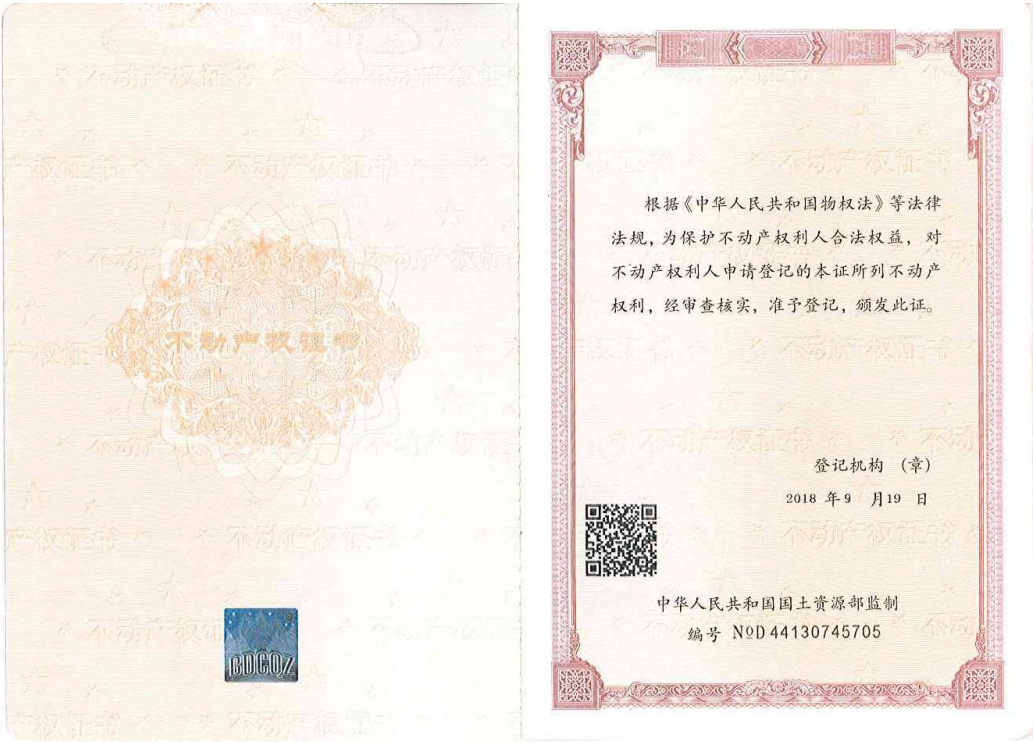 不动产权证书
BDCQZ
根据《中华人民共和国物权法》等法律
法规，为保护不动产权利人合法权益，对
不动产权利人申请登记的本证所列不动产
权利，经审查核实，准予登记，颁发此证。
登记机构 （章）
2018 年 9 月 19 日
中华人民共和国国土资源部监制
编号 №D 44130745705